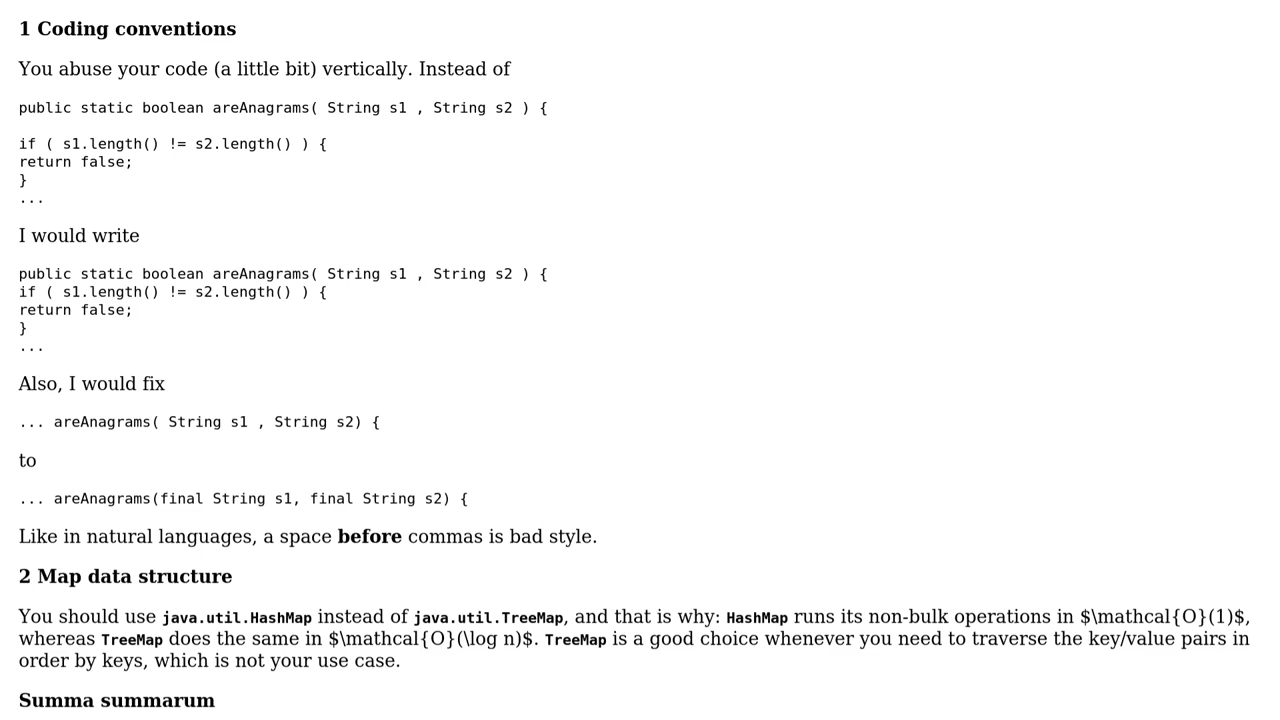 1 Coding conventions
You abuse your code (a little bit) vertically. Instead of
public static boolean areAnagrams( String s1 , String s2 ) {
if ( s1.length() != s2.length() ) {
return false;
}
...
I would write
public static boolean areAnagrams( String s1 , String s2 ) {
if ( s1.length() != s2.length() ) {
return false;
}
...
Also, I would fix
... areAnagrams( String s1 , String s2) {
to
... areAnagrams(final String s1, final String s2) {
Like in natural languages, a space before commas is bad style.
2 Map data structure
You should use java.util.HashMap instead of java.util.TreeMap, and that is why: HashMap runs its non-bulk operations in $\mathcal{O}(1)$,
whereas TreeMap does the same in $\mathcal{O}(\log n)$. TreeMap is a good choice whenever you need to traverse the key/value pairs in
order by keys, which is not your use case.
Summa summarum